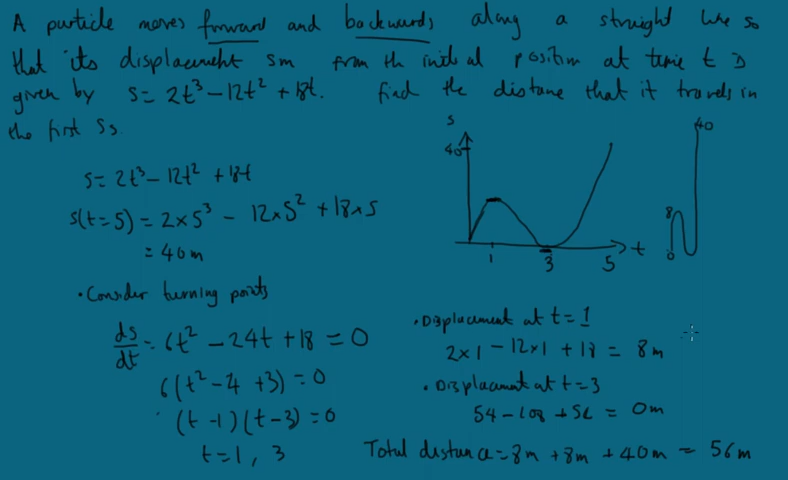 A particle moves forward and backwards along a straight line so
that its displacement sm from the initial position at time t is
given by s= 2t³ – 12t² + 18t. Find the distance that it travels in
the first 5s.
s= 2t³ – 12t² + 18t
s(t=5) = 2×5³ – 12×5² + 18×5
= 40m
• Consider turning points
ds/dt = 6t² – 24t + 18 = 0
6(t² – 4 + 3) = 0
(t – 1)(t – 3) = 0
t = 1, 3
s
40
1
3
5
t
40
8
0
• Displacement at t = 1
2×1 – 12×1 + 18 = 8m
• Displacement at t = 3
54 – 108 + 54 = 0m
Total distance = 8m + 8m + 40m = 56m